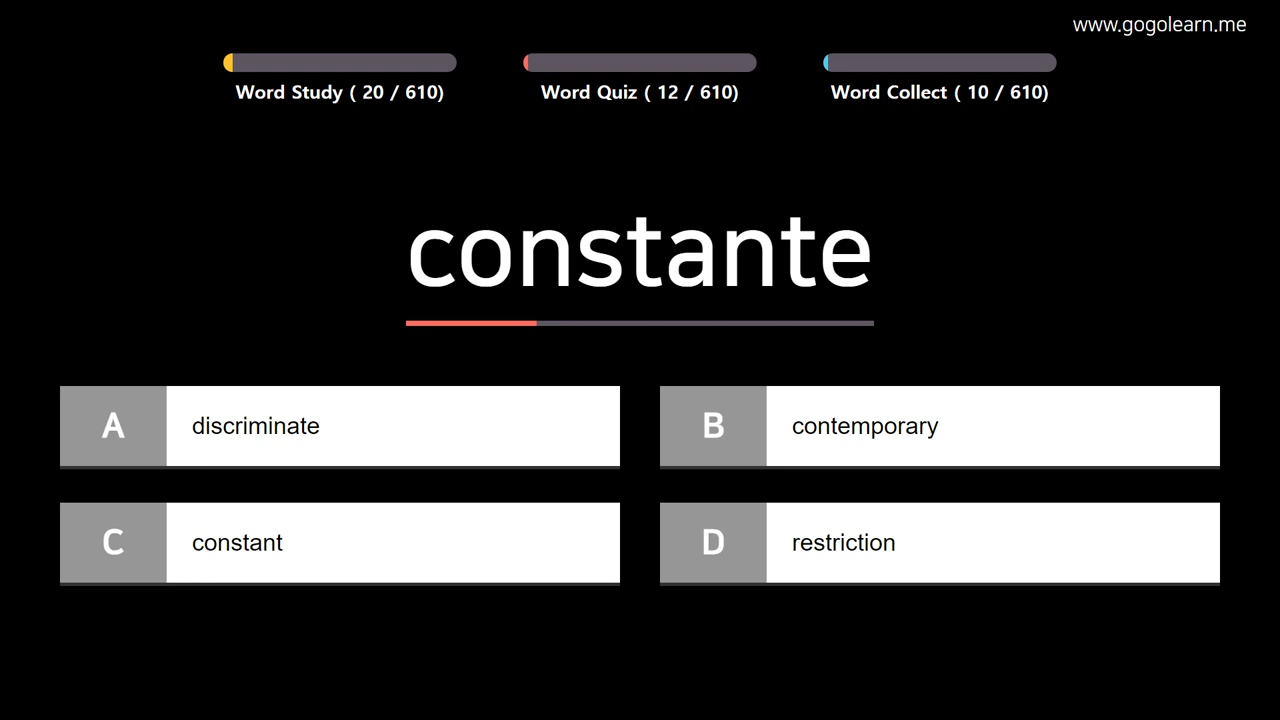 www.gogolearn.me
Word Study ( 20 / 610)
Word Quiz ( 12 / 610)
Word Collect ( 10 / 610)
constante
A discriminate
B contemporary
C constant
D restriction